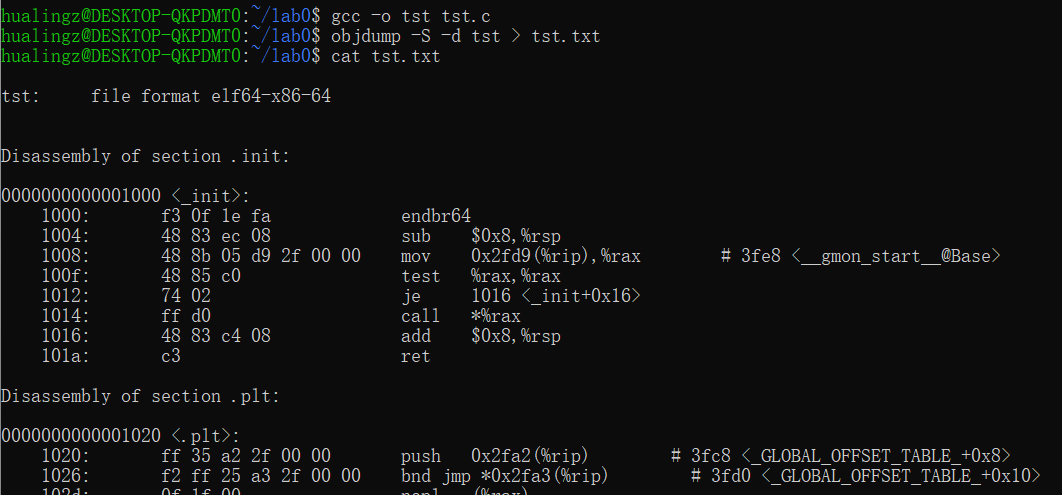 hualingz@DESKTOP-QKPDMT0:~/lab0$ gcc -o tst tst.c
hualingz@DESKTOP-QKPDMT0:~/lab0$ objdump -S -d tst > tst.txt
hualingz@DESKTOP-QKPDMT0:~/lab0$ cat tst.txt
tst:     file format elf64-x86-64
Disassembly of section .init:
0000000000001000 <_init>:
    1000:       f3 0f 1e fa             endbr64
    1004:       48 83 ec 08             sub    $0x8,%rsp
    1008:       48 8b 05 d9 2f 00 00    mov    0x2fd9(%rip),%rax        # 3fe8 <__gmon_start__@Base>
    100f:       48 85 c0                test   %rax,%rax
    1012:       74 02                   je     1016 <_init+0x16>
    1014:       ff d0                   call   *%rax
    1016:       48 83 c4 08             add    $0x8,%rsp
    101a:       c3                      ret
Disassembly of section .plt:
0000000000001020 <.plt>:
    1020:       ff 35 a2 2f 00 00       push   0x2fa2(%rip)        # 3fc8 <_GLOBAL_OFFSET_TABLE_+0x8>
    1026:       f2 ff 25 a3 2f 00 00    bnd jmp *0x2fa3(%rip)        # 3fd0 <_GLOBAL_OFFSET_TABLE_+0x10>